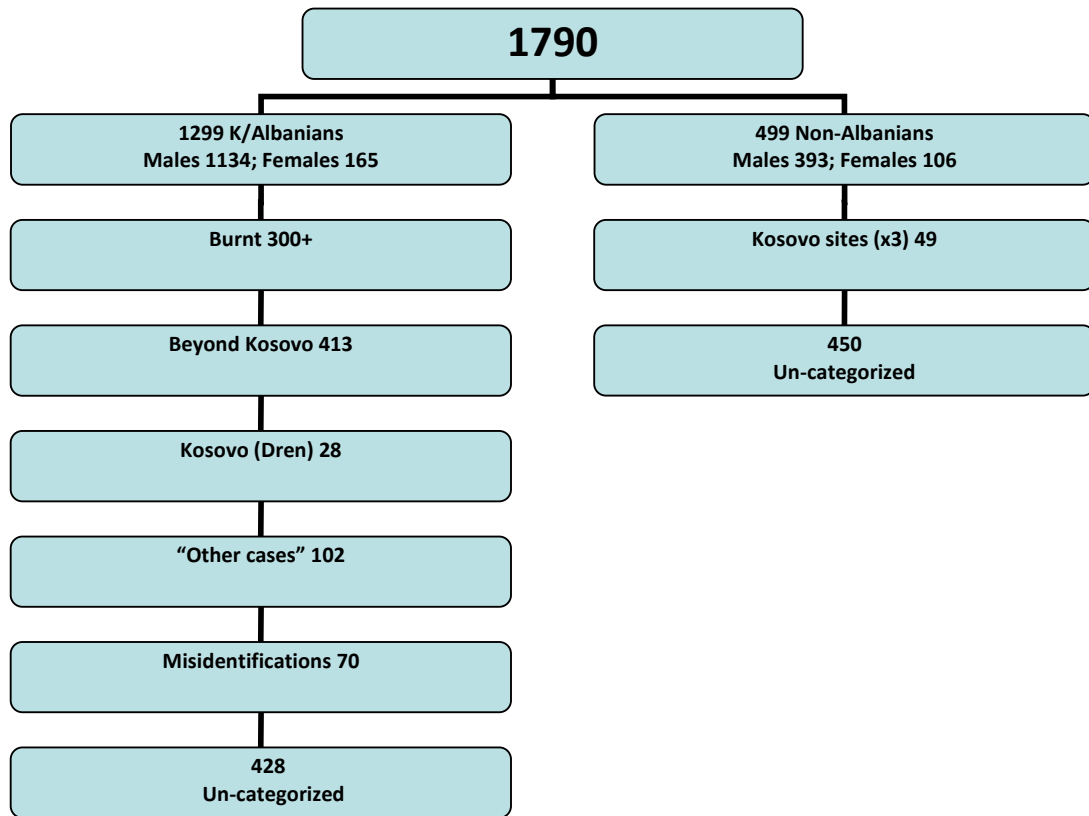 1790
1299 K/Albanians
Males 1134; Females 165
Burnt 300+
Beyond Kosovo 413
Kosovo (Dren) 28
“Other cases” 102
Misidentifications 70
428
Un-categorized
499 Non-Albanians
Males 393; Females 106
Kosovo sites (x3) 49
450
Un-categorized